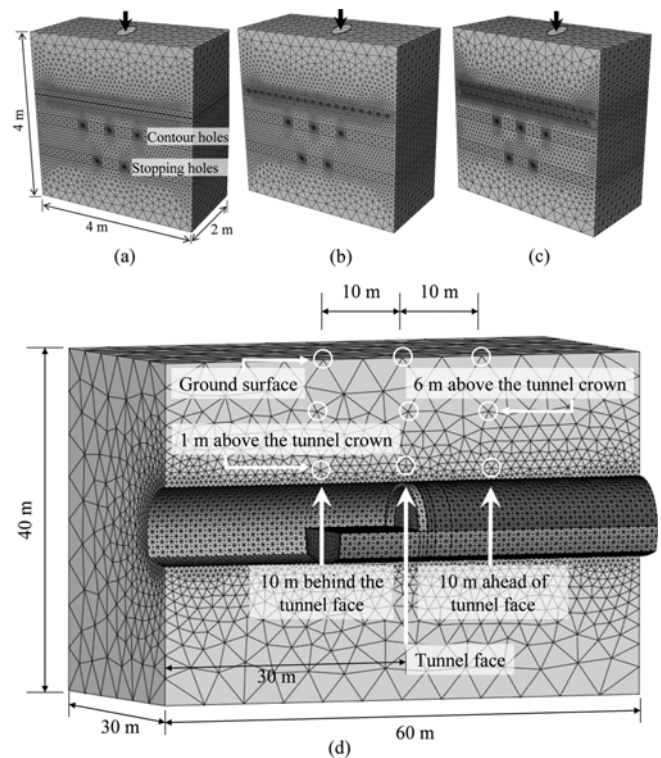 4 m
Contour holes
Stopping holes
4 m
2 m
(a)
(b)
(c)
10 m
10 m
Ground surface
6 m above the tunnel crown
1 m above the tunnel crown
40 m
10 m behind the
tunnel face
10 m ahead of
tunnel face
Tunnel face
30 m
30 m
60 m
(d)